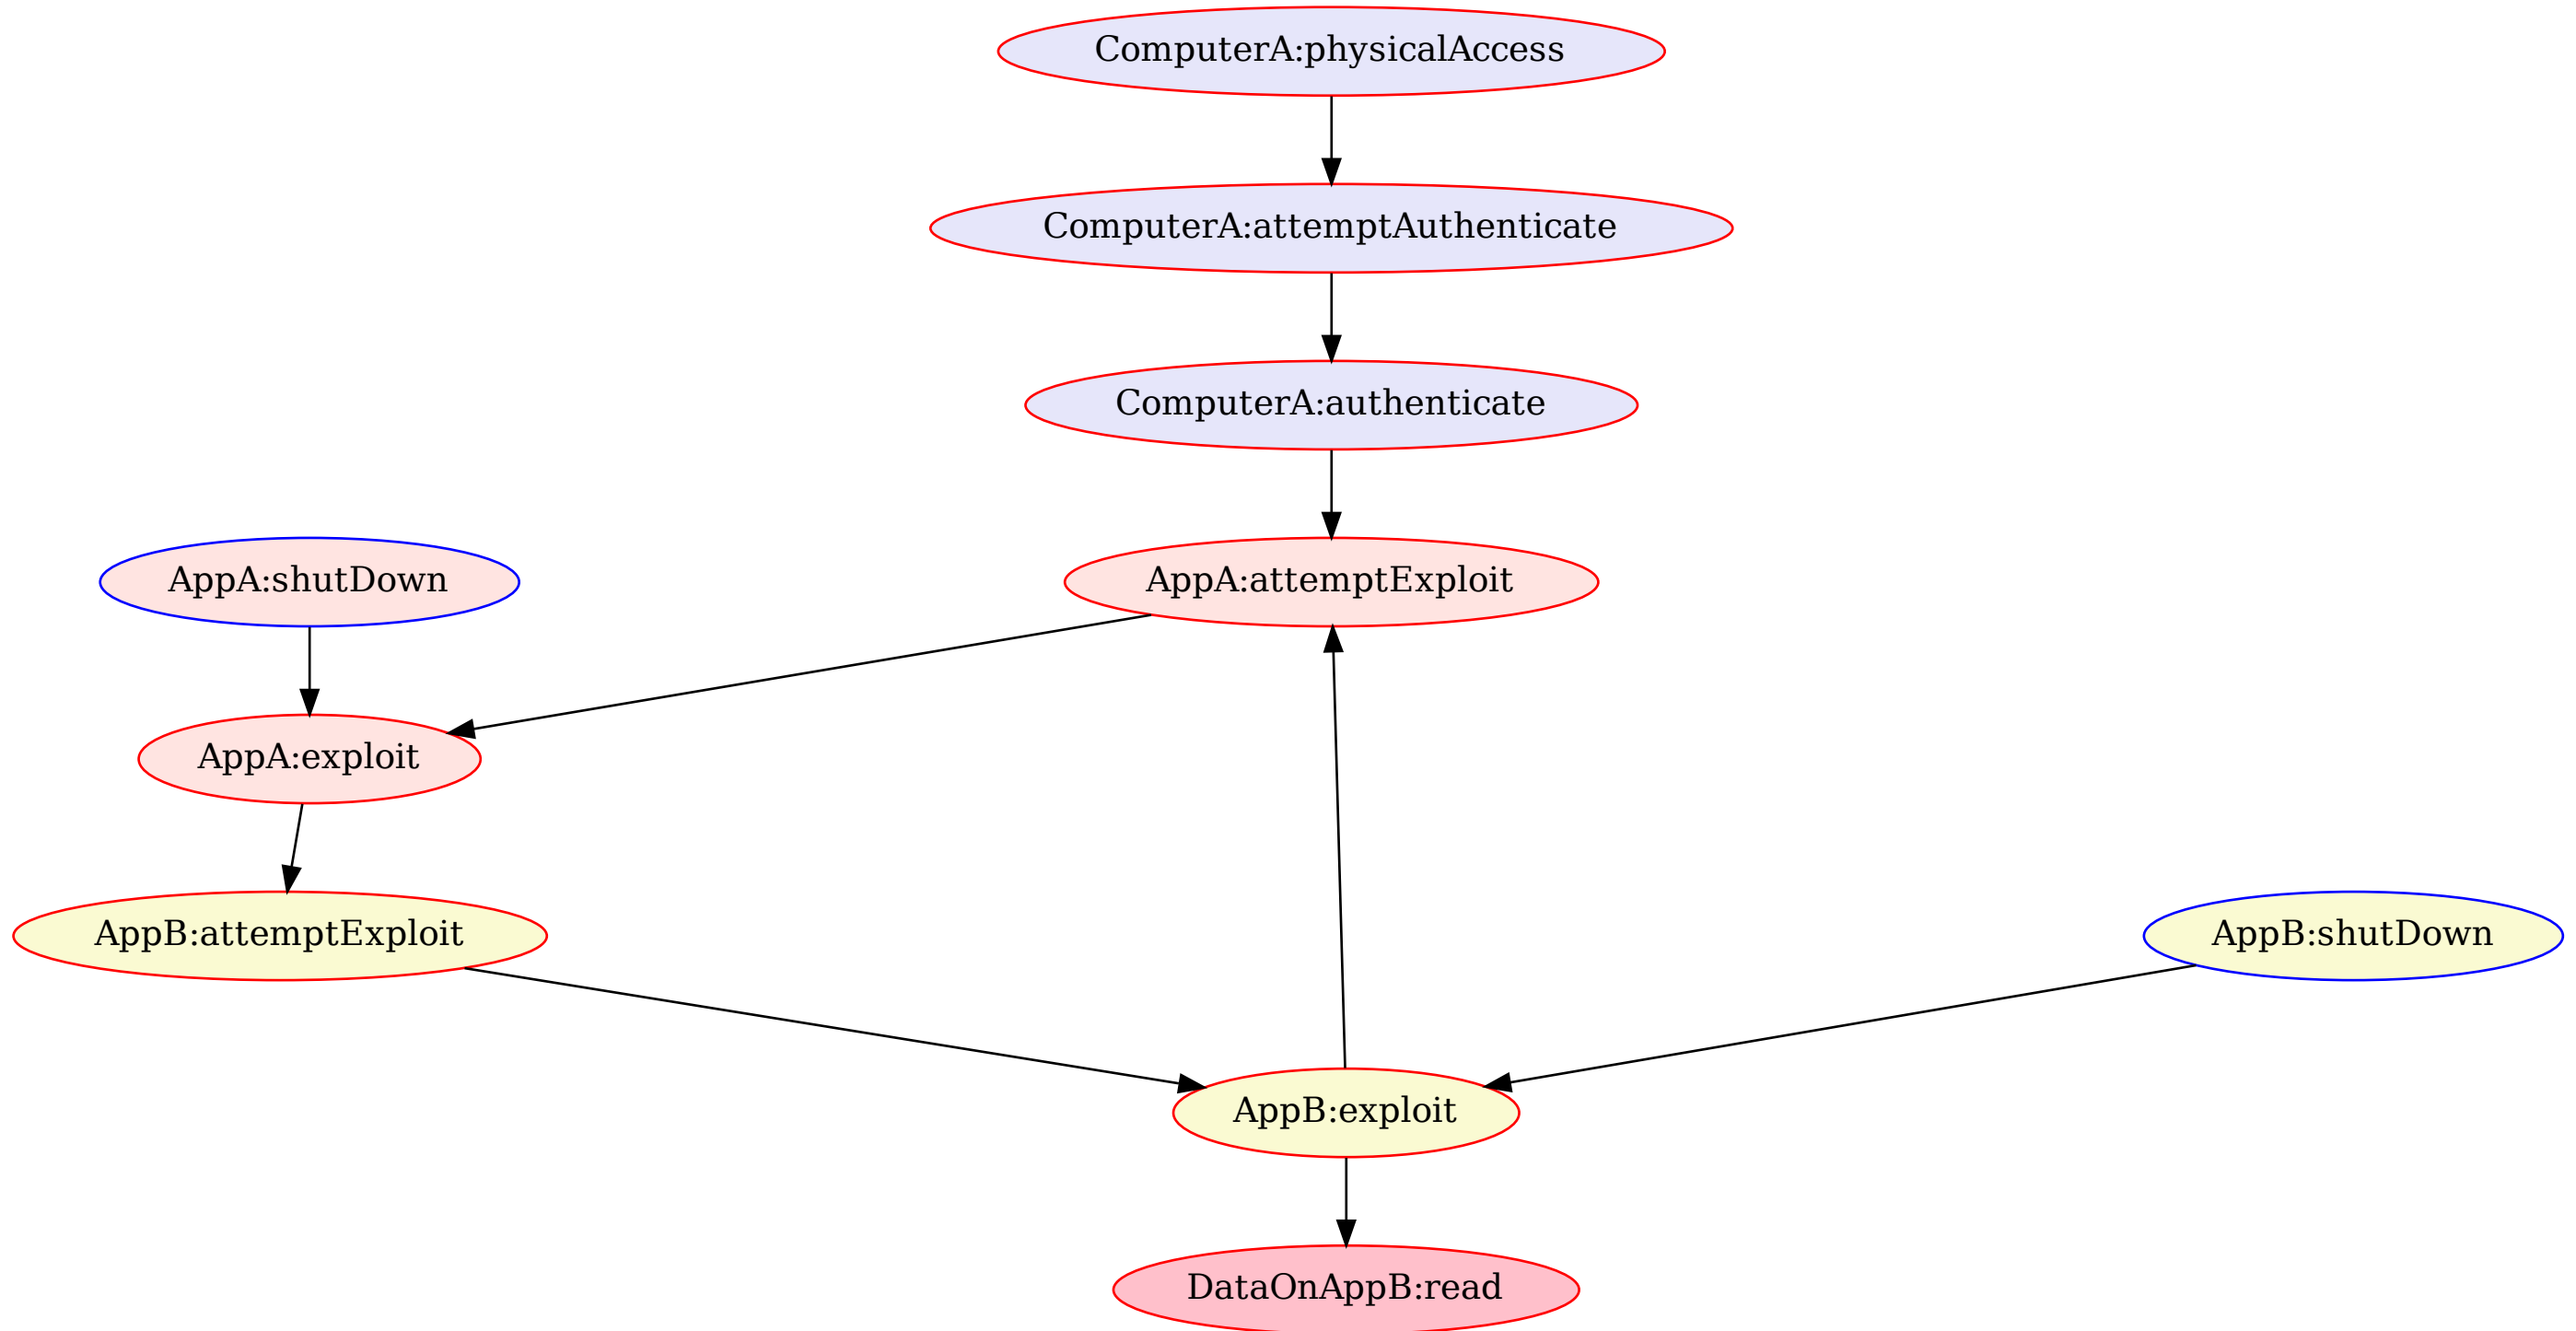 ComputerA:physicalAccess
ComputerA:attemptAuthenticate
ComputerA:authenticate
AppA:shutDown
AppA:attemptExploit
AppA:exploit
AppB:attemptExploit
AppB:shutDown
AppB:exploit
DataOnAppB:read